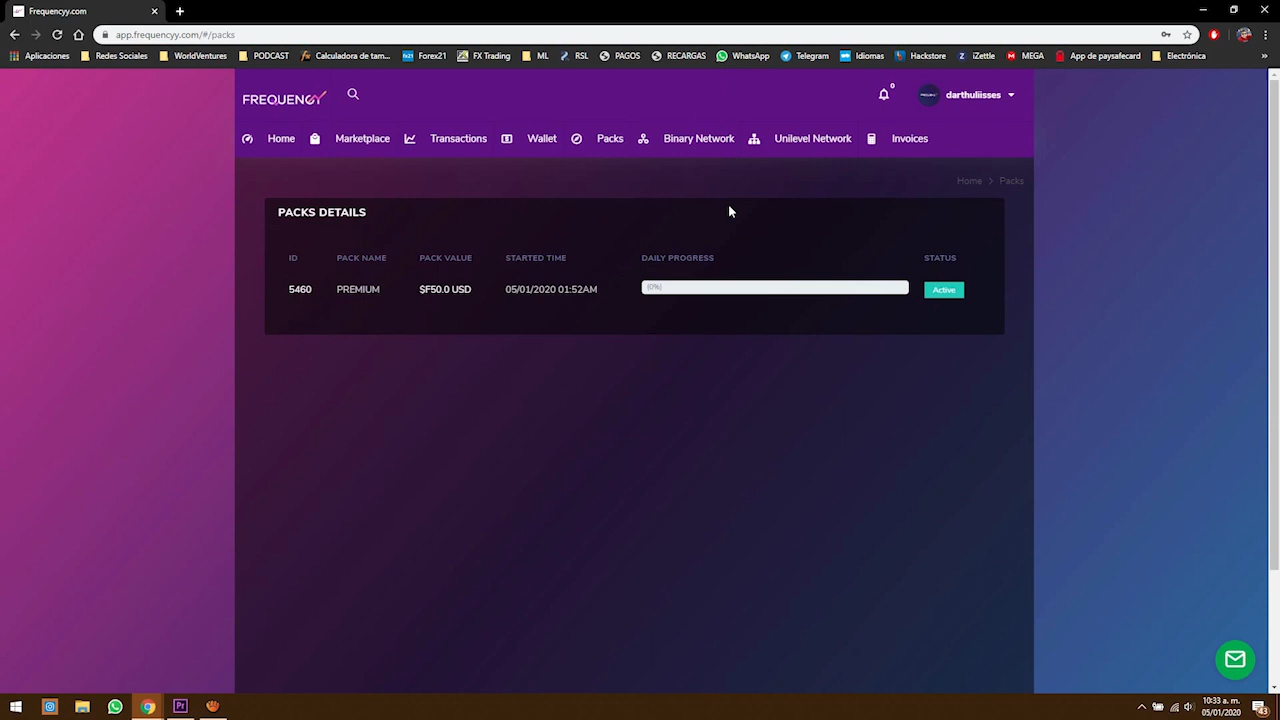 Frequencyy.com
app.frequencyy.com/#/packs
Aplicaciones Redes Sociales WorldVentures PODCAST Calculadora de tam... Forex21 FX Trading ML RSL PAGOS RECARGAS WhatsApp Telegram Idiomas Hackstore iZettle MEGA App de paysafecard Electrónica
FREQUENCY 0 darthuliisses
Home Marketplace Transactions Wallet Packs Binary Network Unilevel Network Invoices
Home > Packs
PACKS DETAILS
ID PACK NAME PACK VALUE STARTED TIME DAILY PROGRESS STATUS
5460 PREMIUM $F50.0 USD 05/01/2020 01:52AM (0%) Active
10:33 a. m.
05/01/2020